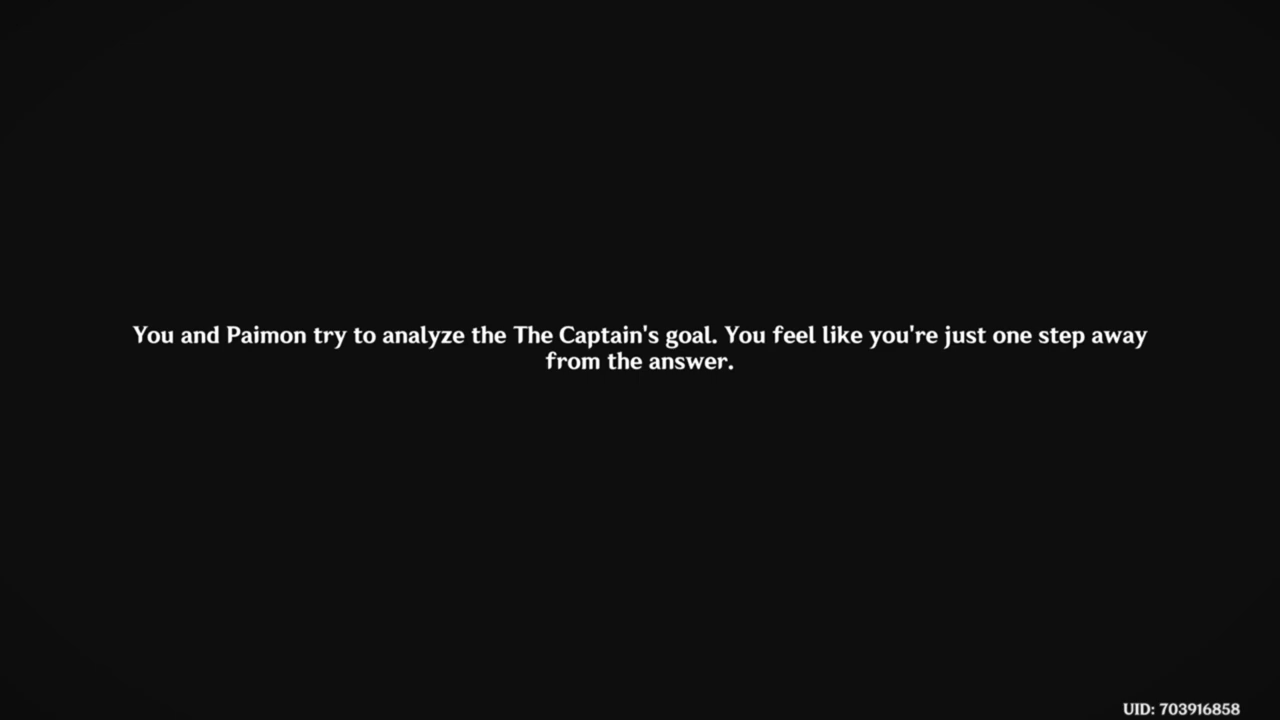 You and Paimon try to analyze the The Captain's goal. You feel like you're just one step away
from the answer.
UID: 703916858